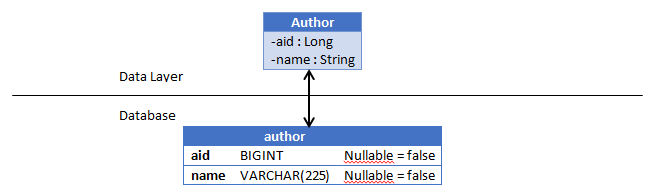 Author
-aid : Long
-name : String
Data Layer
Database
author
aid BIGINT Nullable = false
name VARCHAR(225) Nullable = false